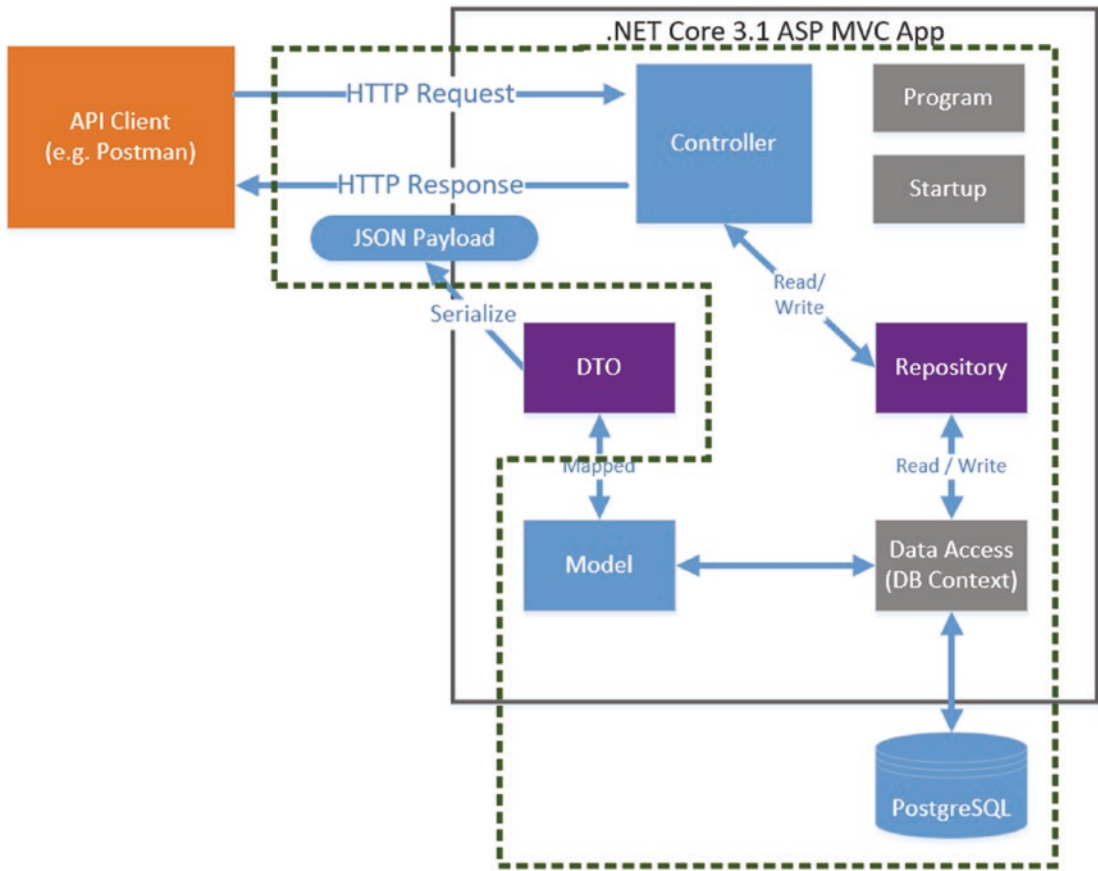 .NET Core 3.1 ASP MVC App
API Client
(e.g. Postman)
HTTP Request
Controller
Program
HTTP Response
Startup
JSON Payload
Read/
Write
Serialize
DTO
Repository
Mapped
Read / Write
Model
Data Access
(DB Context)
PostgreSQL